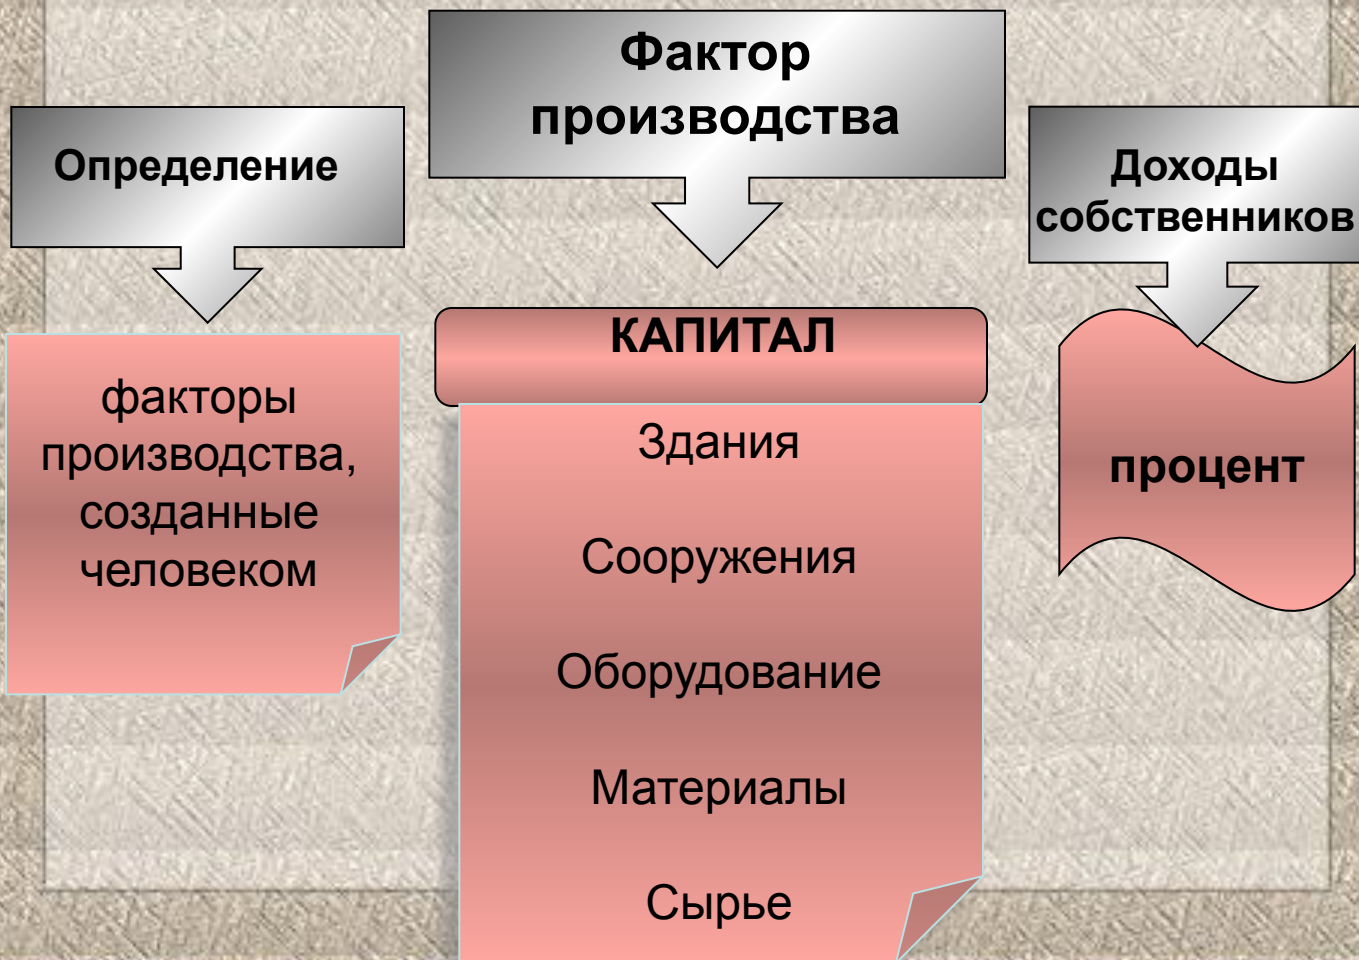 Фактор
производства
Определение
Доходы
собственников
факторы
производства,
созданные
человеком
КАПИТАЛ
Здания
Сооружения
Оборудование
Материалы
Сырье
процент